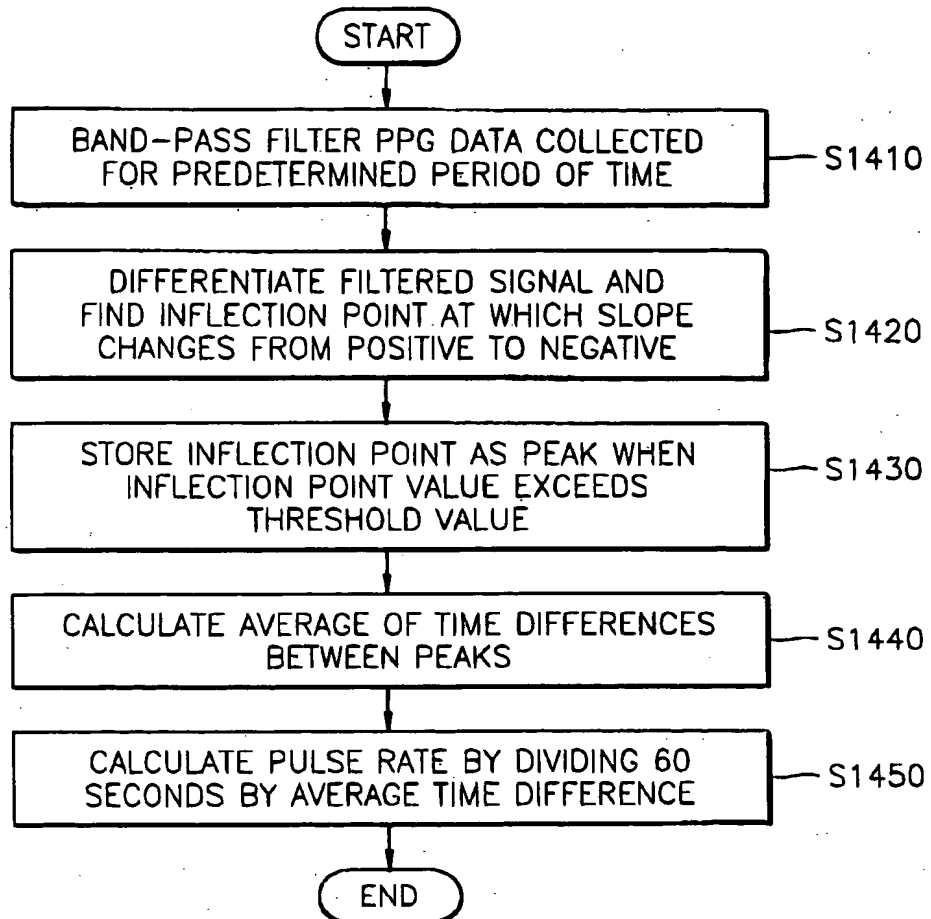 START
BAND-PASS FILTER PPG DATA COLLECTED
FOR PREDETERMINED PERIOD OF TIME
S1410
DIFFERENTIATE FILTERED SIGNAL AND
FIND INFLECTION POINT AT WHICH SLOPE
CHANGES FROM POSITIVE TO NEGATIVE
S1420
STORE INFLECTION POINT AS PEAK WHEN
INFLECTION POINT VALUE EXCEEDS
THRESHOLD VALUE
S1430
CALCULATE AVERAGE OF TIME DIFFERENCES
BETWEEN PEAKS
S1440
CALCULATE PULSE RATE BY DIVIDING 60
SECONDS BY AVERAGE TIME DIFFERENCE
S1450
END